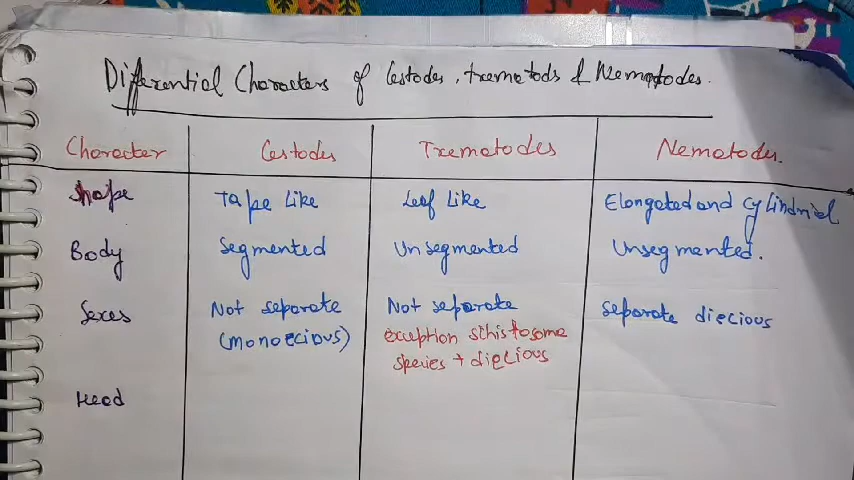 Differential Characters of Cestodes, trematods & Nematodes.
Character Cestodes Trematodes Nematodes.
Shape Tape Like Leaf Like Elongated and cylindrical
Body Segmented Unsegmented Unsegmented.
Sexes Not separate Not separate separate diecious
(monoecious) exception schistosome
species + diecious
Head